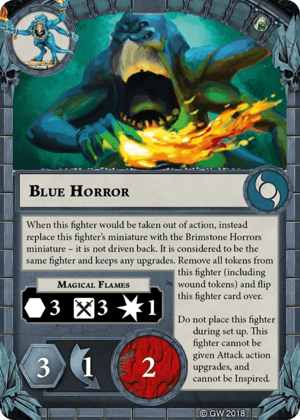 BLUE HORROR
When this fighter would be taken out of action, instead
replace this fighter's miniature with the Brimstone Horrors
miniature – it is not driven back. It is considered to be the
same fighter and keeps any upgrades. Remove all tokens from
this fighter (including
wound tokens) and flip
this fighter card over.
MAGICAL FLAMES
3 3 1
Do not place this fighter
during set up. This
fighter cannot be
given Attack action
upgrades, and
cannot be Inspired.
3 1 2
© GW 2018